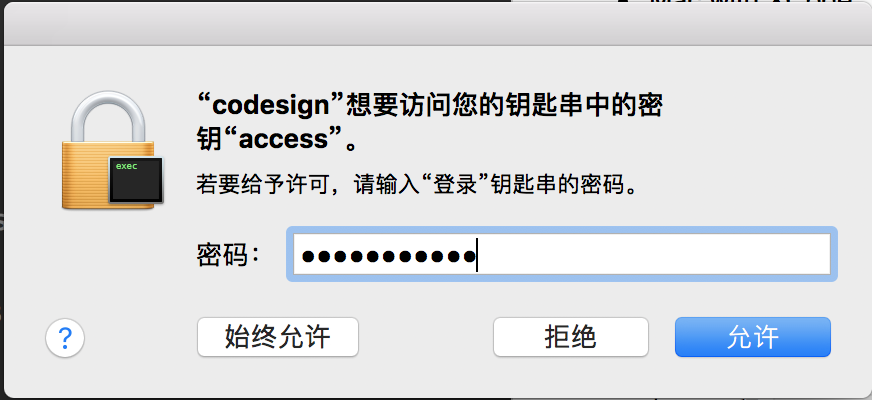 “codesign”想要访问您的钥匙串中的密
钥“access”。
exec
若要给予许可，请输入“登录”钥匙串的密码。
密码：
●●●●●●●●●●●
?
始终允许
拒绝
允许